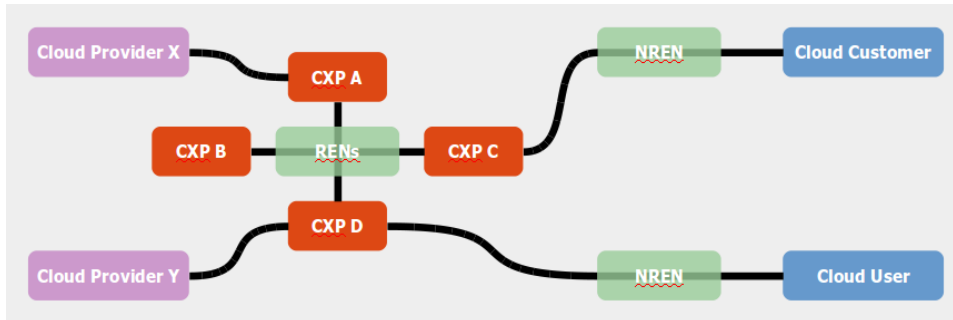 Cloud Provider X
CXP A
NREN
Cloud Customer
CXP B
RENs
CXP C
CXP D
Cloud Provider Y
NREN
Cloud User